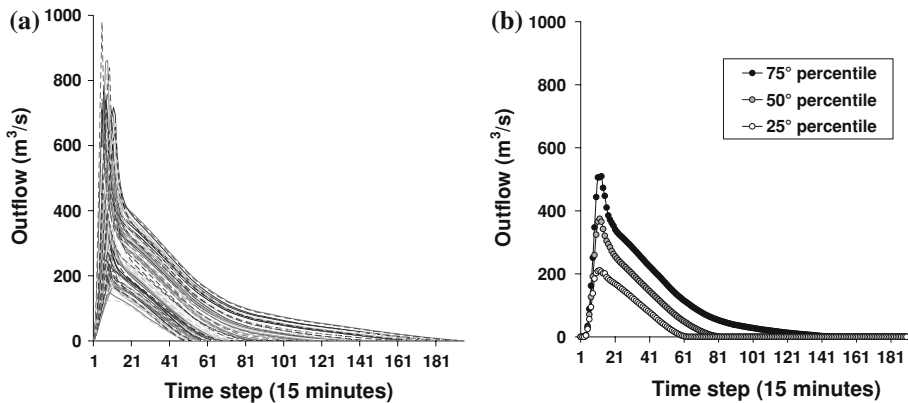 (a)
1000
800
600
400
200
0
Outflow (m³/s)
1 21 41 61 81 101 121 141 161 181
Time step (15 minutes)
(b)
1000
800
600
400
200
0
Outflow (m³/s)
75° percentile
50° percentile
25° percentile
1 21 41 61 81 101 121 141 161 181
Time step (15 minutes)